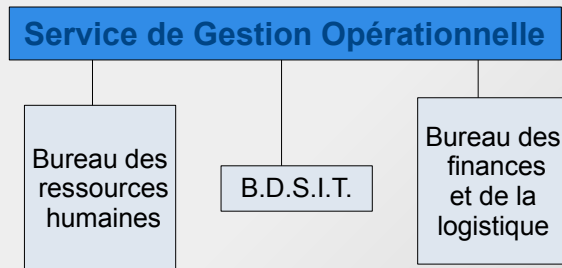 Service de Gestion Opérationnelle
Bureau des
ressources
humaines
B.D.S.I.T.
Bureau des
finances
et de la
logistique